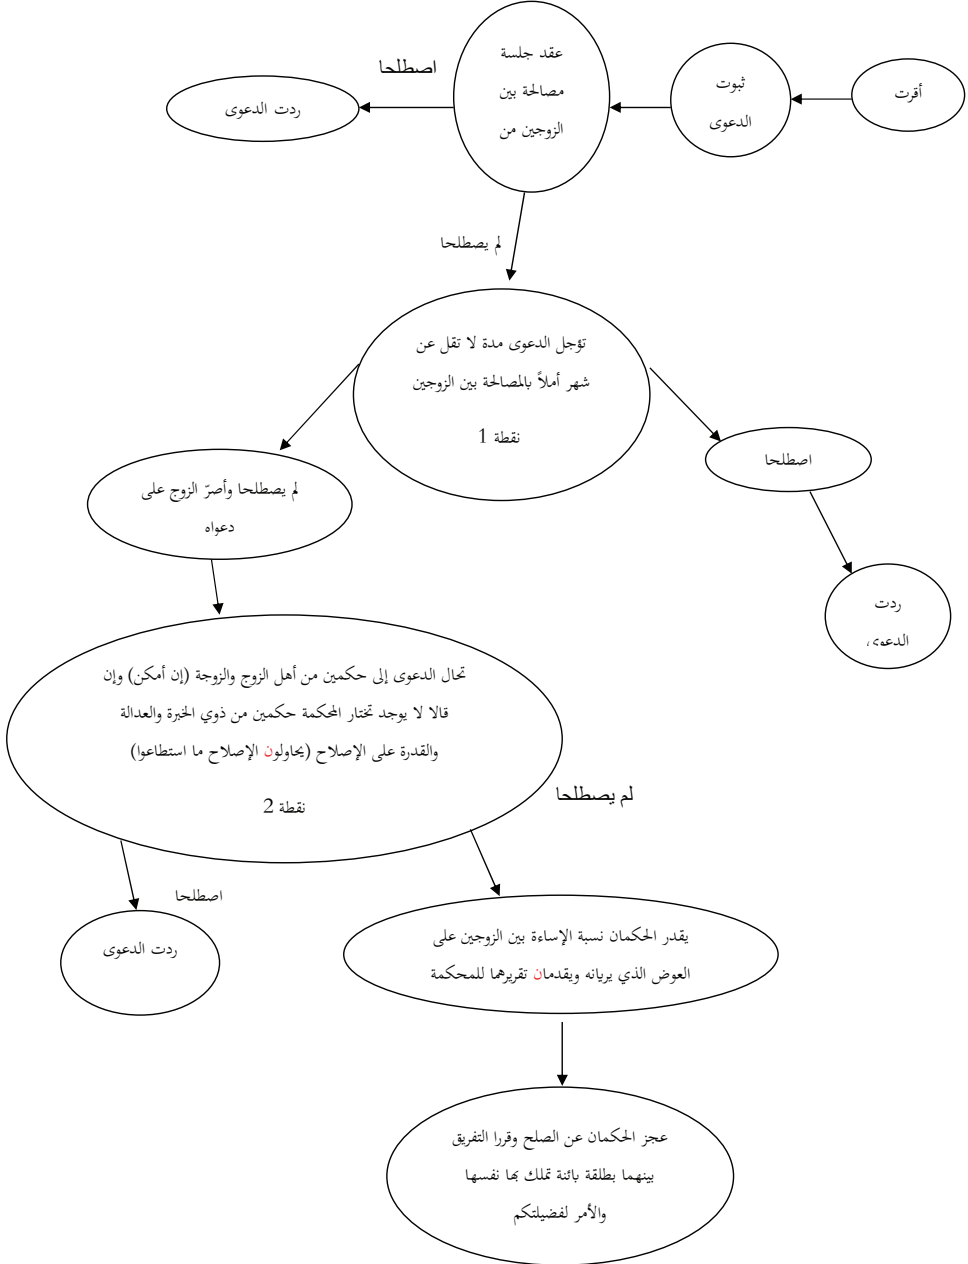 أقرت
ثبوت
الدعوى
عقد جلسة
مصالحة بين
الزوجين من
اصطلحا
ردت الدعوى
لم يصطلحا
تؤجل الدعوى مدة لا تقل عن
شهر أملاً بالمصالحة بين الزوجين
نقطة 1
اصطلحا
ردت
الدعوى
لم يصطلحا وأصرّ الزوج على
دعواه
تحال الدعوى إلى حكمين من أهل الزوج والزوجة (إن أمكن) وإن
قالا لا يوجد تختار المحكمة حكمين من ذوي الخبرة والعدالة
والقدرة على الإصلاح (يحاولون الإصلاح ما استطاعوا)
نقطة 2
لم يصطلحا
اصطلحا
ردت الدعوى
يقدر الحكمان نسبة الإساءة بين الزوجين على
العوض الذي يريانه ويقدمان تقريرهما للمحكمة
عجز الحكمان عن الصلح وقررا التفريق
بينهما بطلقة بائنة تملك بها نفسها
والأمر لفضيلتكم